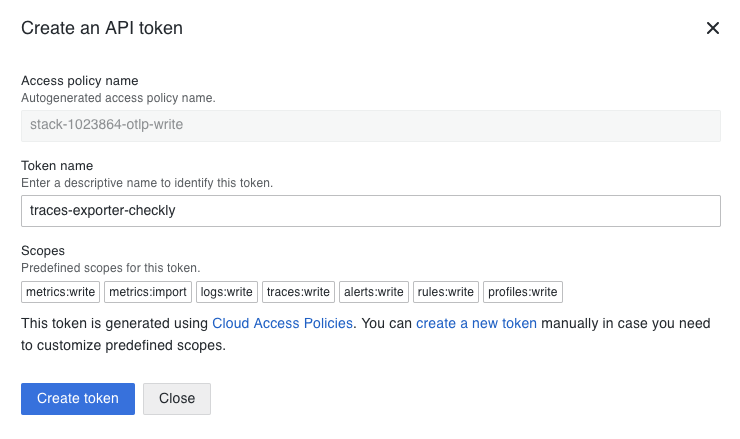 Create an API token
Access policy name
Autogenerated access policy name.
stack-1023864-otlp-write
Token name
Enter a descriptive name to identify this token.
traces-exporter-checkly
Scopes
Predefined scopes for this token.
metrics:write metrics:import logs:write traces:write alerts:write rules:write profiles:write
This token is generated using Cloud Access Policies. You can create a new token manually in case you need
to customize predefined scopes.
Create token Close